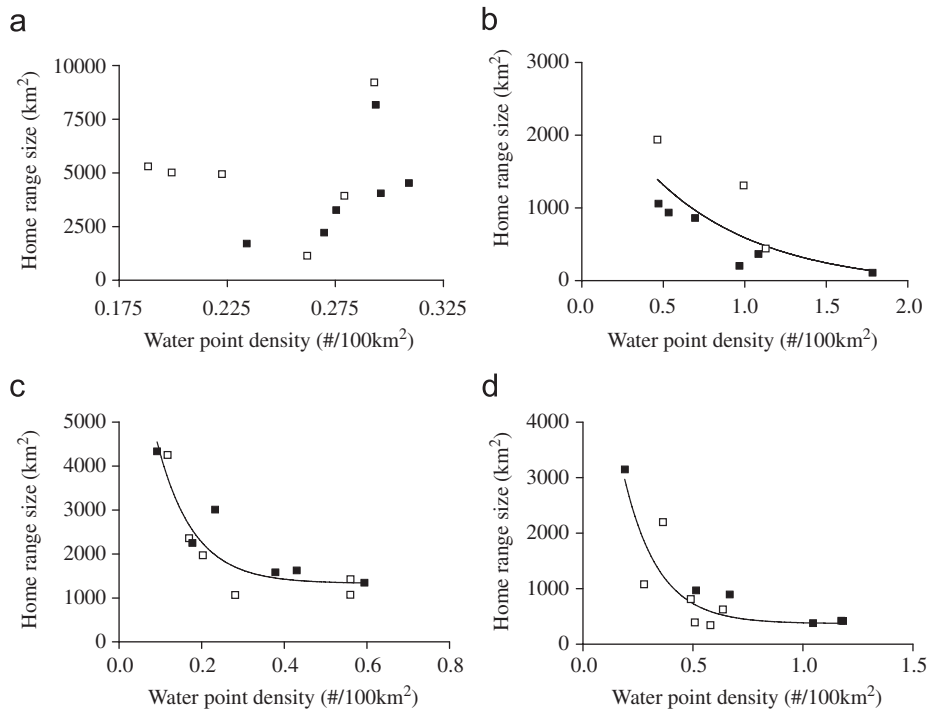 a
Home range size (km²)
10000
7500
5000
2500
0
0.175 0.225 0.275 0.325
Water point density (#/100km²)
b
Home range size (km²)
3000
2000
1000
0
0.0 0.5 1.0 1.5 2.0
Water point density (#/100km²)
c
Home range size (km²)
5000
4000
3000
2000
1000
0
0.0 0.2 0.4 0.6 0.8
Water point density (#/100km²)
d
Home range size (km²)
4000
3000
2000
1000
0
0.0 0.5 1.0 1.5
Water point density (#/100km²)